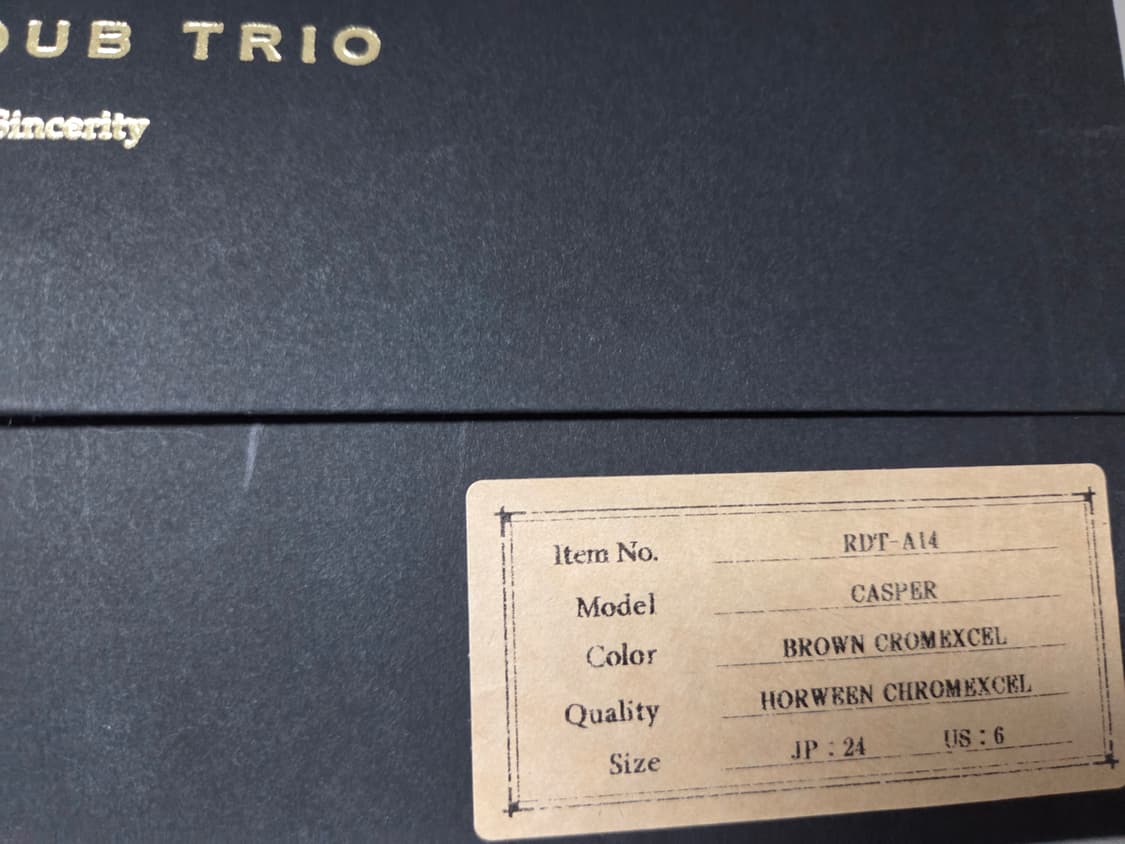 OUB TRIO
Sincerity
Item No. RDT-A14
Model CASPER
Color BROWN CROMEXCEL
Quality HORWEEN CHROMEXCEL
Size JP : 24 US : 6